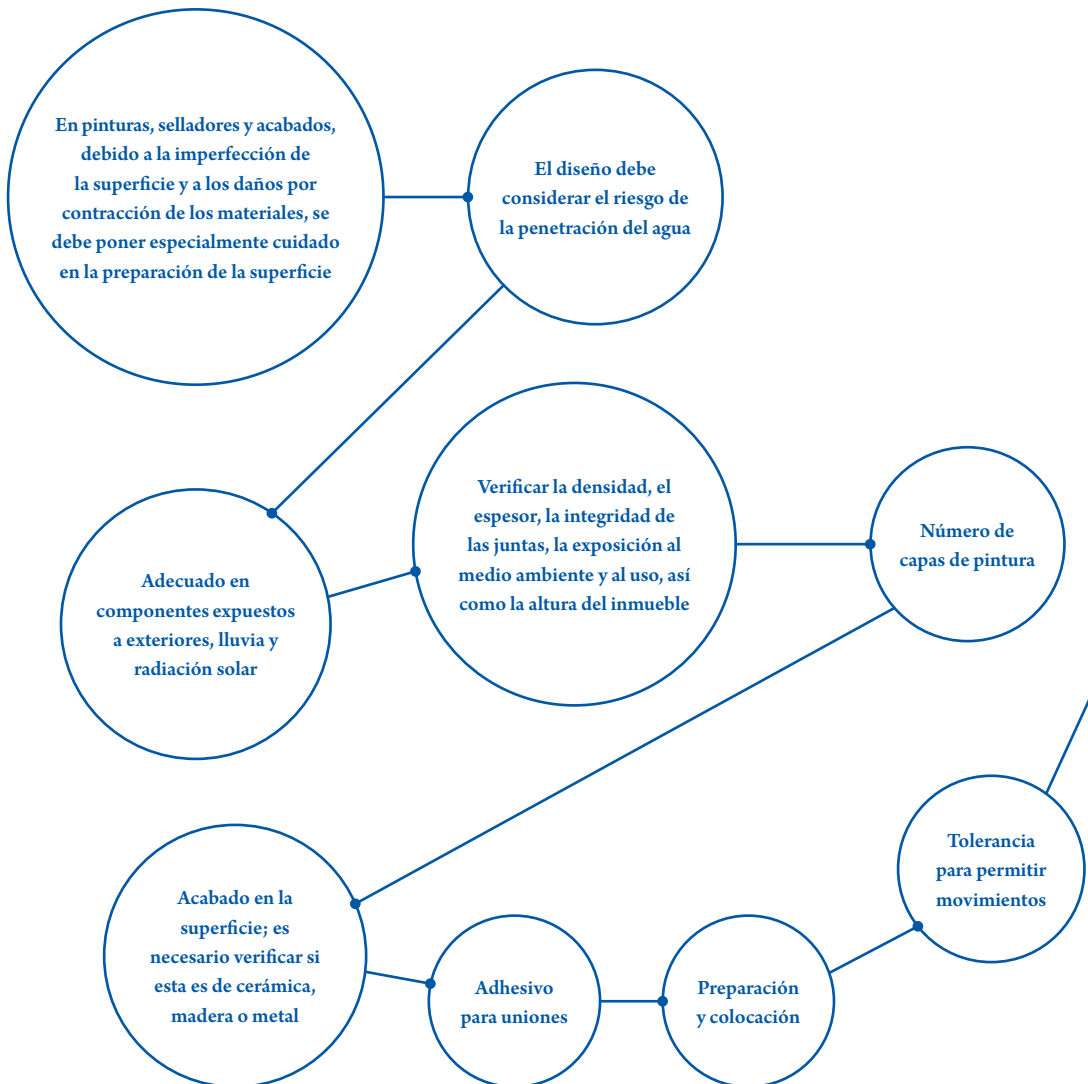 En pinturas, selladores y acabados,
debido a la imperfección de
la superficie y a los daños por
contracción de los materiales, se
debe poner especialmente cuidado
en la preparación de la superficie
El diseño debe
considerar el riesgo de
la penetración del agua
Adecuado en
componentes expuestos
a exteriores, lluvia y
radiación solar
Verificar la densidad, el
espesor, la integridad de
las juntas, la exposición al
medio ambiente y al uso, así
como la altura del inmueble
Número de
capas de pintura
Acabado en la
superficie; es
necesario verificar si
esta es de cerámica,
madera o metal
Adhesivo
para uniones
Preparación
y colocación
Tolerancia
para permitir
movimientos